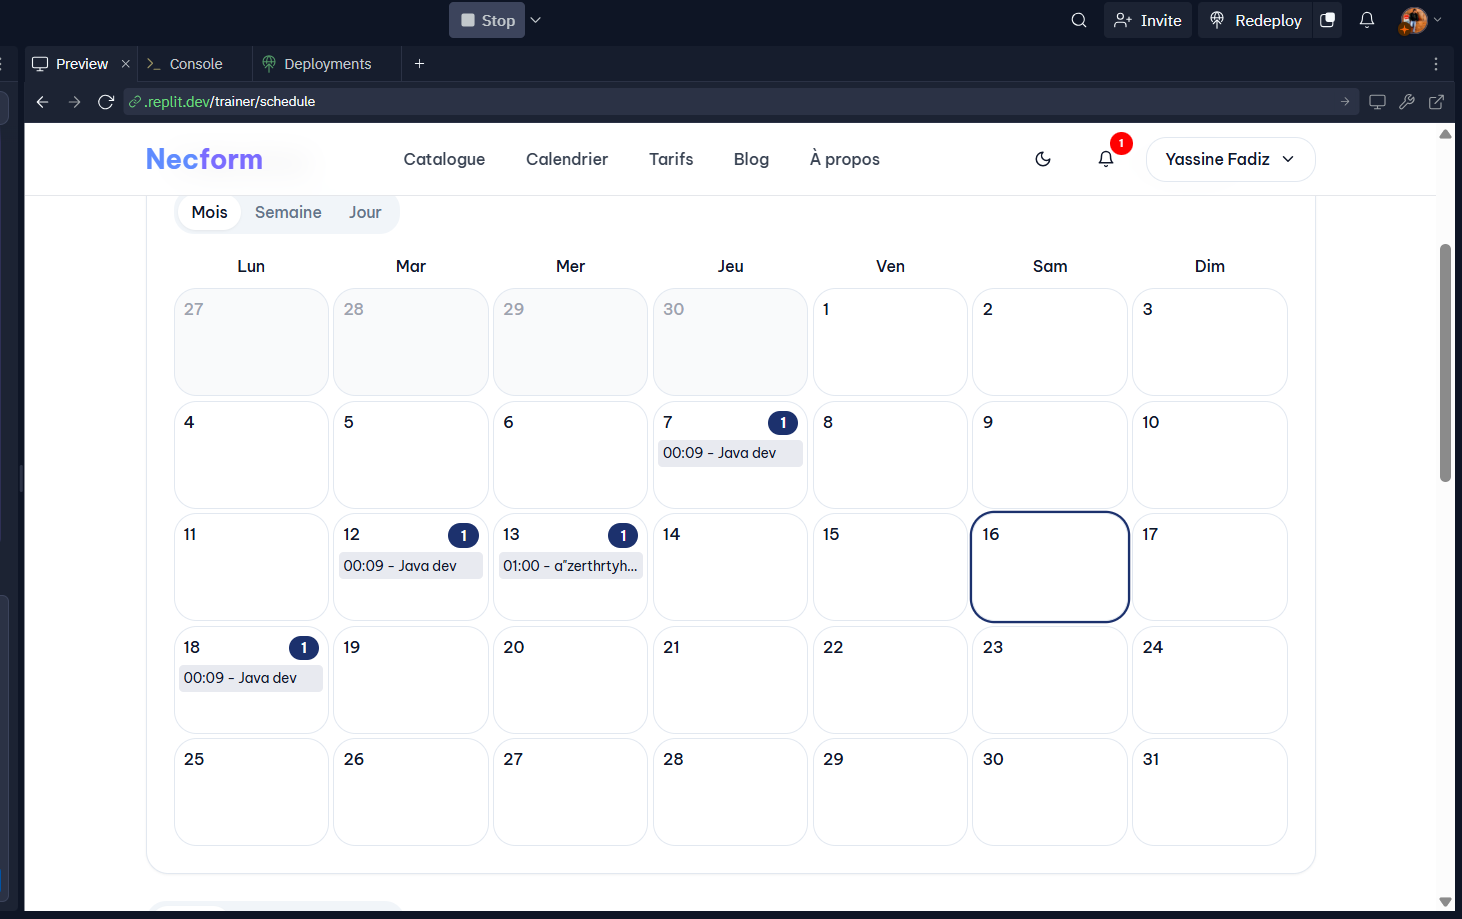 Stop
Invite
Redeploy
Preview
Console
Deployments
.replit.dev/trainer/schedule
Necform
Catalogue
Calendrier
Tarifs
Blog
À propos
1
Yassine Fadiz
Mois
Semaine
Jour
Lun Mar Mer Jeu Ven Sam Dim
27 28 29 30 1 2 3
4 5 6 7 1 8 9 10
00:09 - Java dev
11 12 1 13 1 14 15 16 17
00:09 - Java dev 01:00 - a"zerthrtyh...
18 1 19 20 21 22 23 24
00:09 - Java dev
25 26 27 28 29 30 31